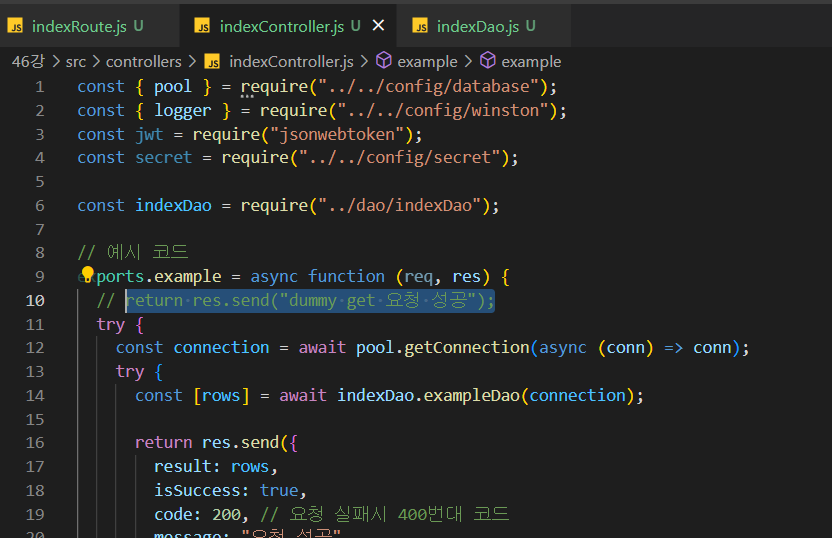 indexRoute.js U indexController.js U indexDao.js U
46강 > src > controllers > indexController.js > example > example
1 const { pool } = require("../../config/database");
2 const { logger } = require("../../config/winston");
3 const jwt = require("jsonwebtoken");
4 const secret = require("../../config/secret");
5
6 const indexDao = require("../dao/indexDao");
7
8 // 예시 코드
9 exports.example = async function (req, res) {
10 // return res.send("dummy get 요청 성공");
11 try {
12 const connection = await pool.getConnection(async (conn) => conn);
13 try {
14 const [rows] = await indexDao.exampleDao(connection);
15
16 return res.send({
17 result: rows,
18 isSuccess: true,
19 code: 200, // 요청 실패시 400번대 코드
20 message: "요청 성공"